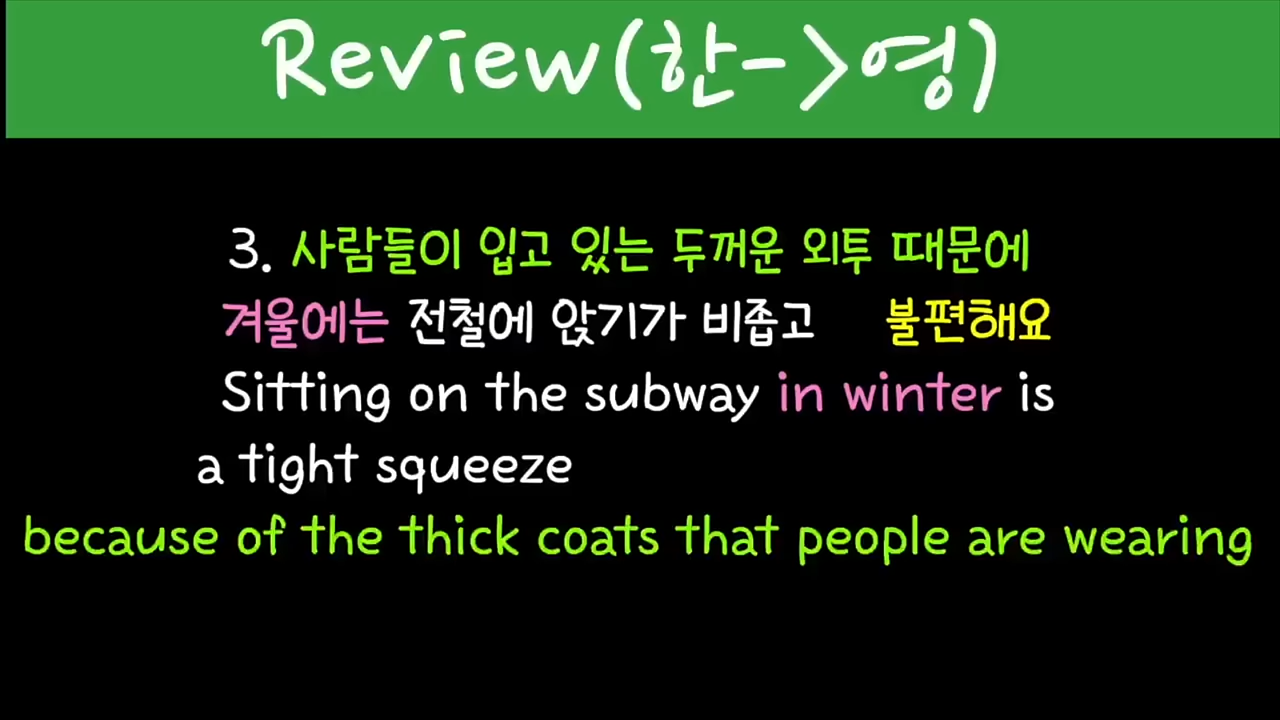 Review(한->영)
3. 사람들이 입고 있는 두꺼운 외투 때문에
겨울에는 전철에 앉기가 비좁고 불편해요
Sitting on the subway in winter is
a tight squeeze
because of the thick coats that people are wearing